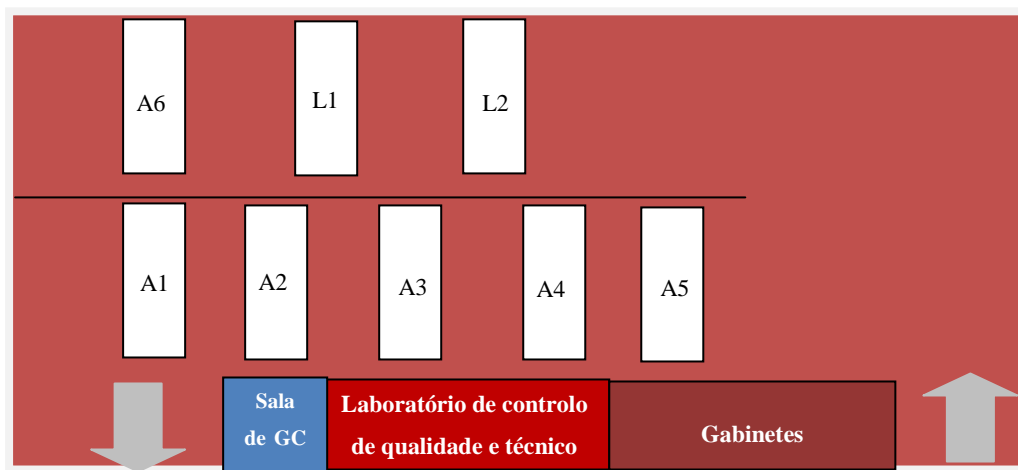 A6
L1
L2
A1
A2
A3
A4
A5
Sala
de GC
Laboratório de controlo
de qualidade e técnico
Gabinetes